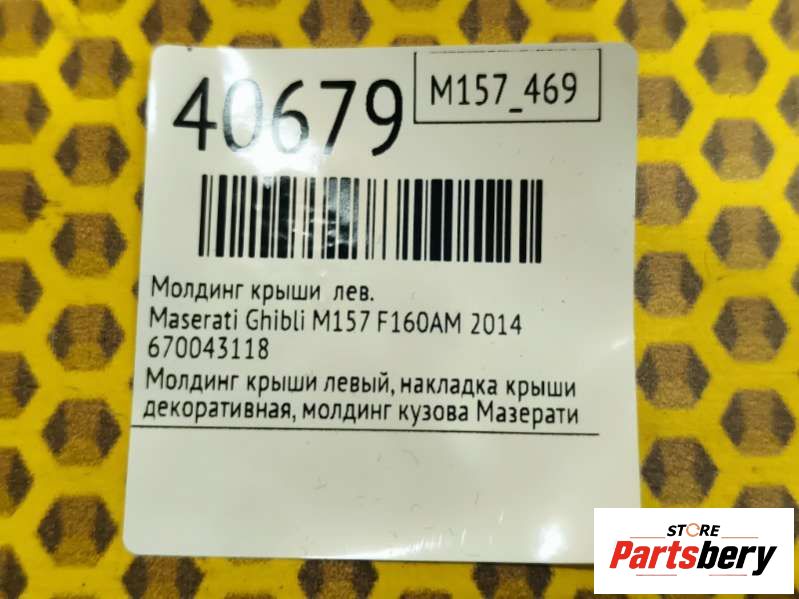 40679
M157_469
Молдинг крыши лев.
Maserati Ghibli M157 F160AM 2014
670043118
Молдинг крыши левый, накладка крыши
декоративная, молдинг кузова Мазерати
STORE
Partsbery